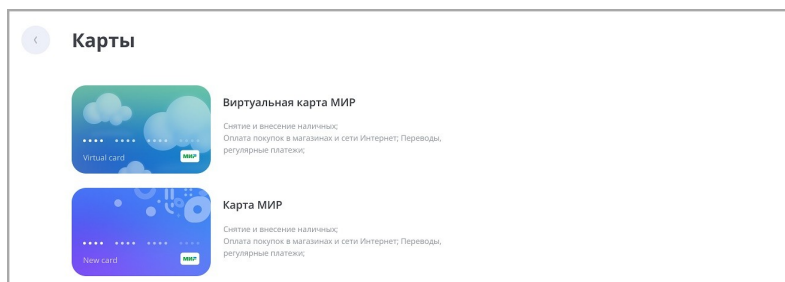 Карты
Виртуальная карта МИР
Снятие и внесение наличных;
Оплата покупок в магазинах и сети Интернет; Переводы,
регулярные платежи;
Virtual card
МИР
Карта МИР
Снятие и внесение наличных;
Оплата покупок в магазинах и сети Интернет; Переводы,
регулярные платежи;
New card
МИР